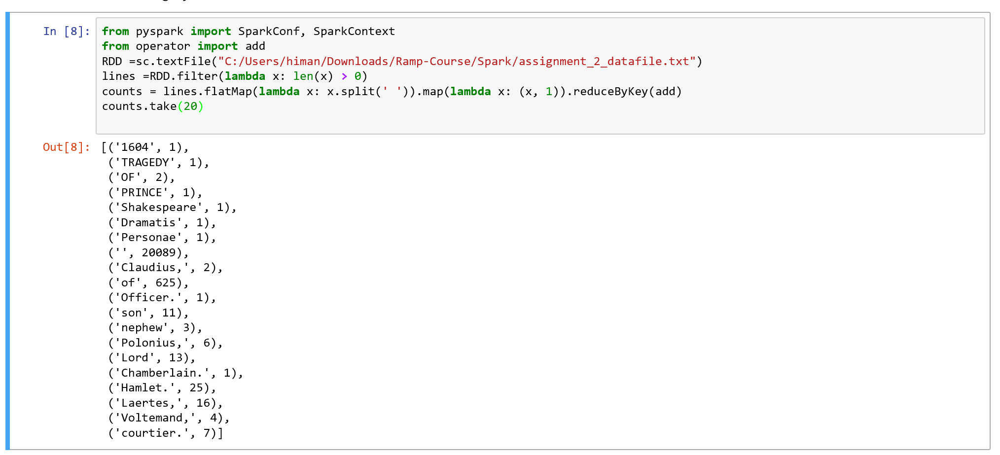 In [8]: from pyspark import SparkConf, SparkContext
from operator import add
RDD =sc.textFile("C:/Users/himan/Downloads/Ramp-Course/Spark/assignment_2_datafile.txt")
lines =RDD.filter(lambda x: len(x) > 0)
counts = lines.flatMap(lambda x: x.split(' ')).map(lambda x: (x, 1)).reduceByKey(add)
counts.take(20)
Out[8]: [('1604', 1),
('TRAGEDY', 1),
('OF', 2),
('PRINCE', 1),
('Shakespeare', 1),
('Dramatis', 1),
('Personae', 1),
('', 20089),
('Claudius,', 2),
('of', 625),
('Officer.', 1),
('son', 11),
('nephew', 3),
('Polonius,', 6),
('Lord', 13),
('Chamberlain.', 1),
('Hamlet.', 25),
('Laertes,', 16),
('Voltemand,', 4),
('courtier.', 7)]